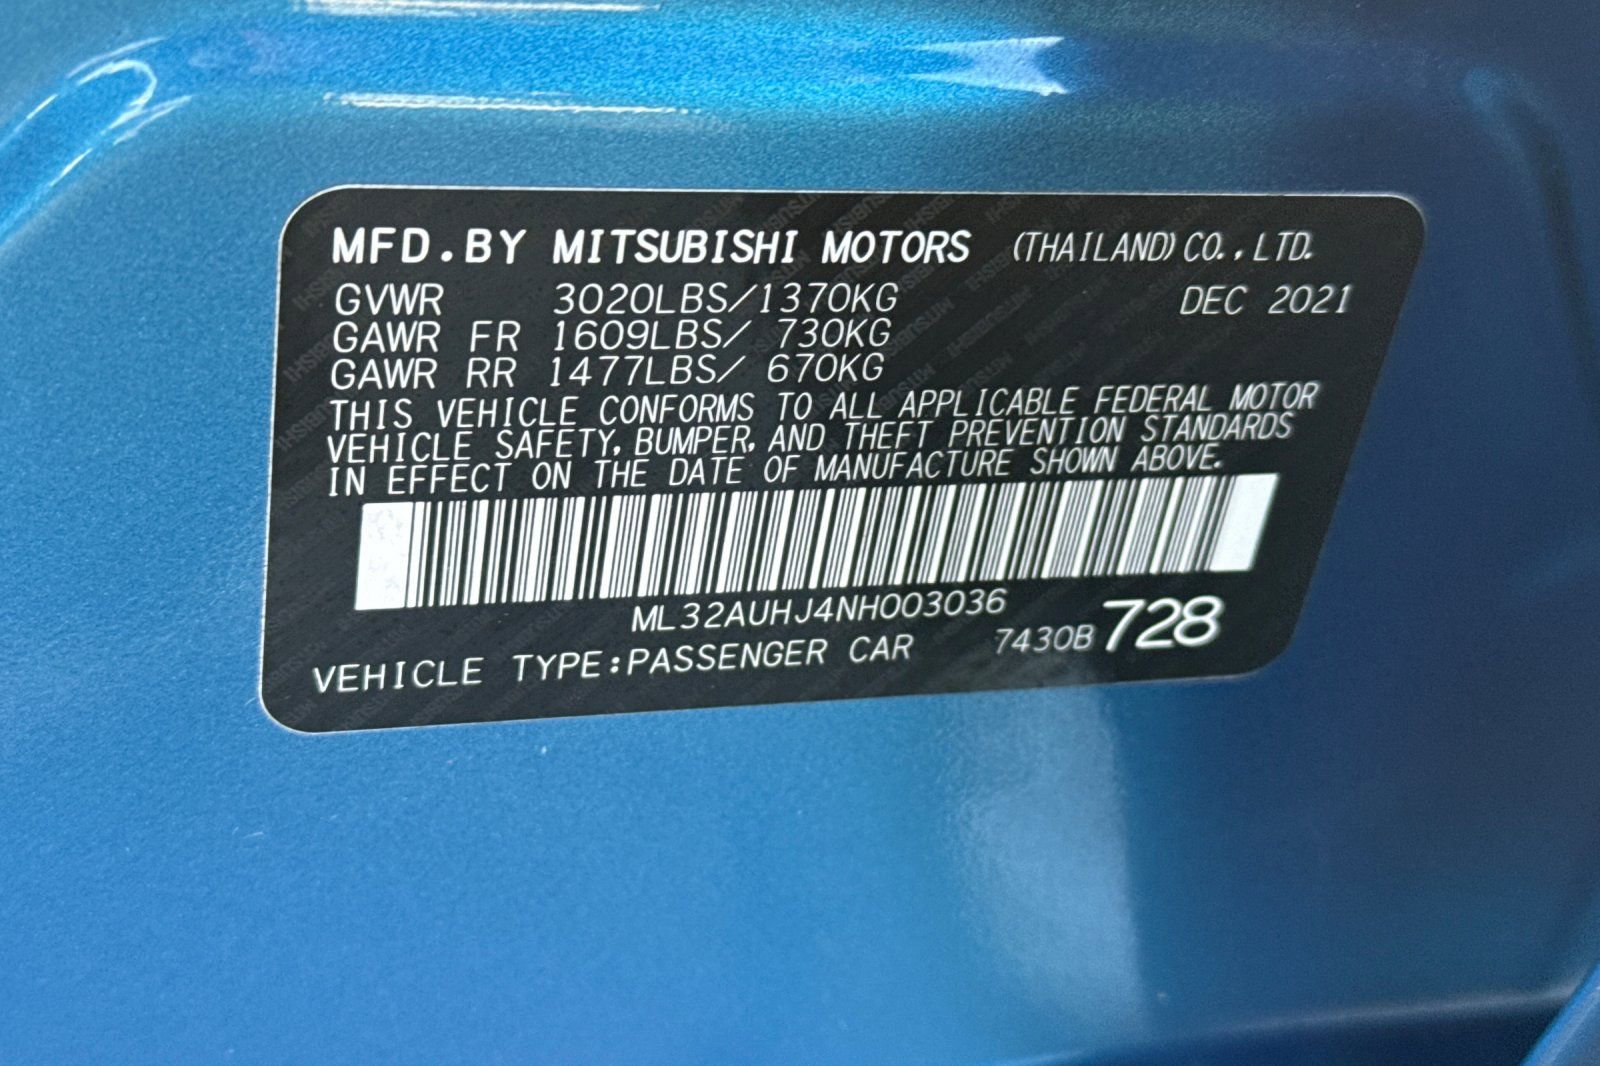 MFD.BY MITSUBISHI MOTORS (THAILAND)CO.,LTD.
GVWR 3020LBS/1370KG DEC 2021
GAWR FR 1609LBS/ 730KG
GAWR RR 1477LBS/ 670KG
THIS VEHICLE CONFORMS TO ALL APPLICABLE FEDERAL MOTOR
VEHICLE SAFETY, BUMPER, AND THEFT PREVENTION STANDARDS
IN EFFECT ON THE DATE OF MANUFACTURE SHOWN ABOVE.
ML32AUHJ4NH003036
VEHICLE TYPE:PASSENGER CAR 7430B 728